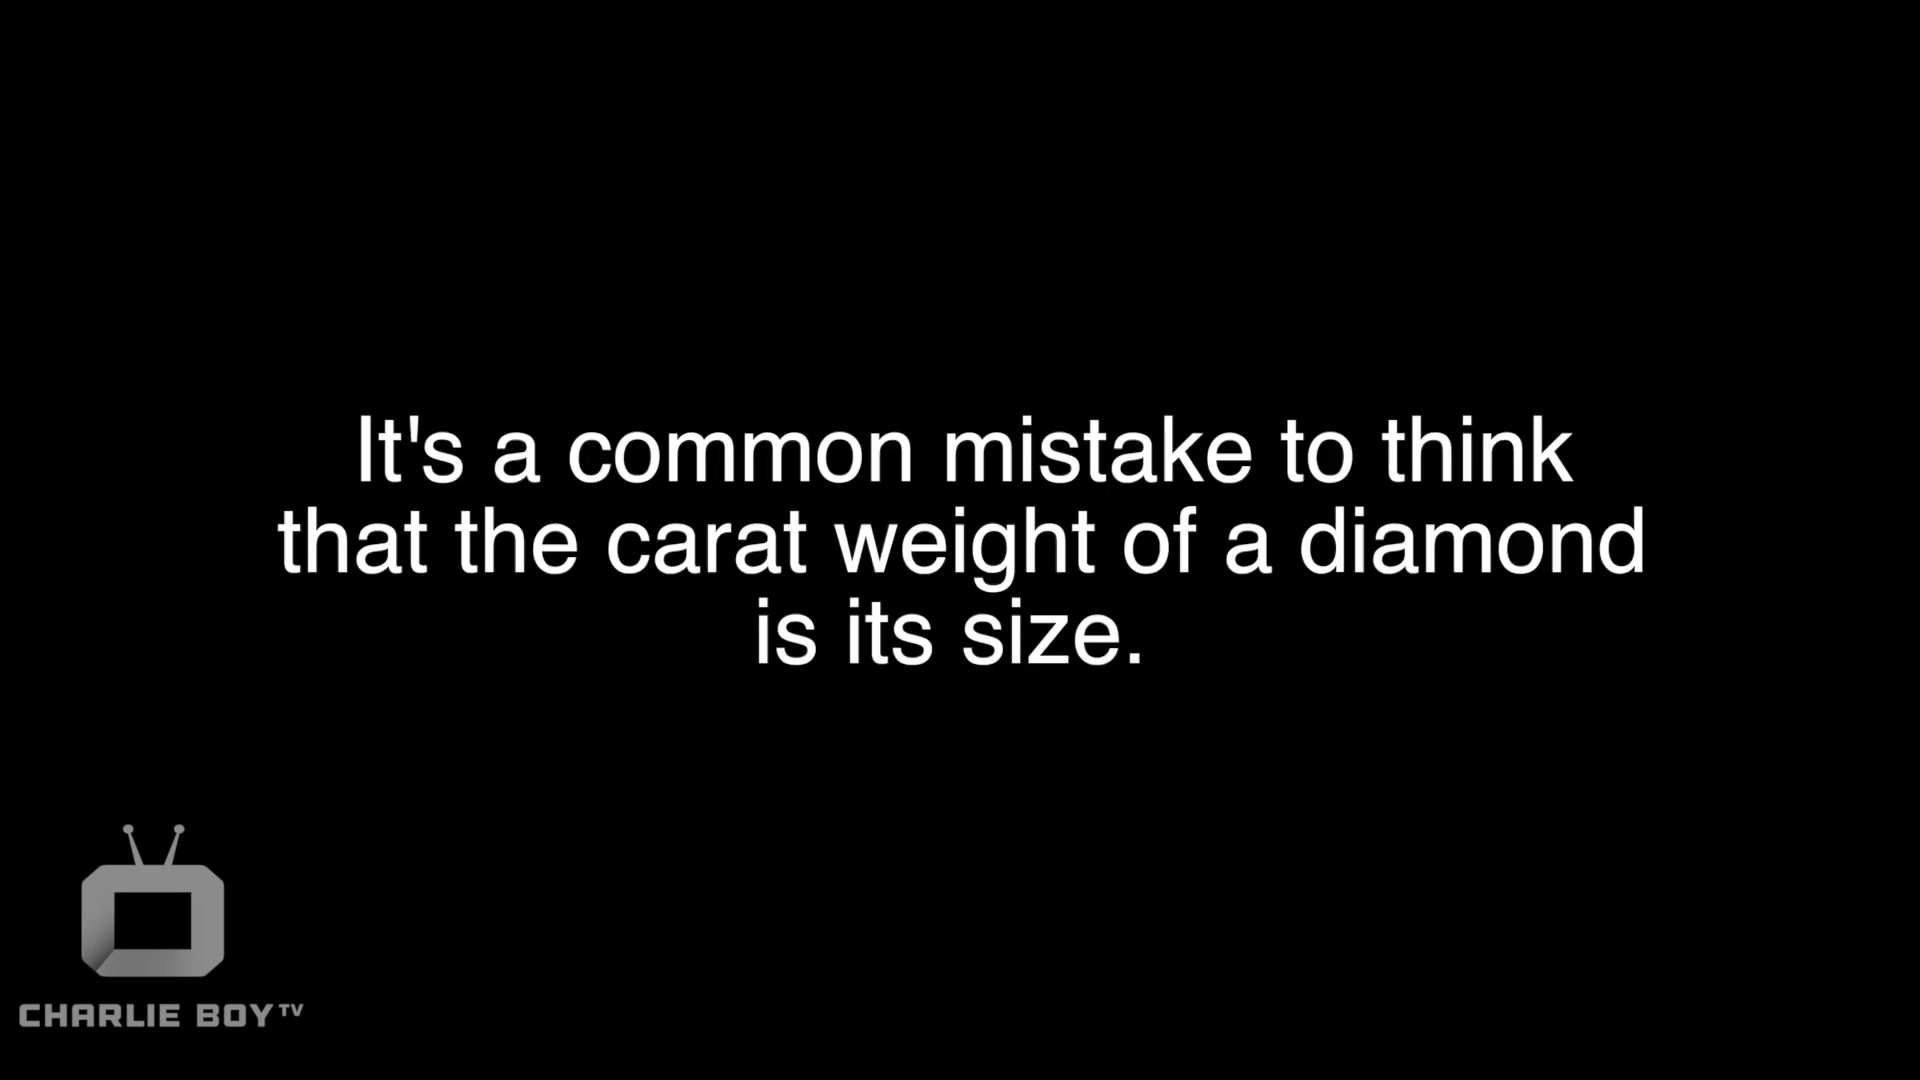 It's a common mistake to think
that the carat weight of a diamond
is its size.
CHARLIE BOY TV